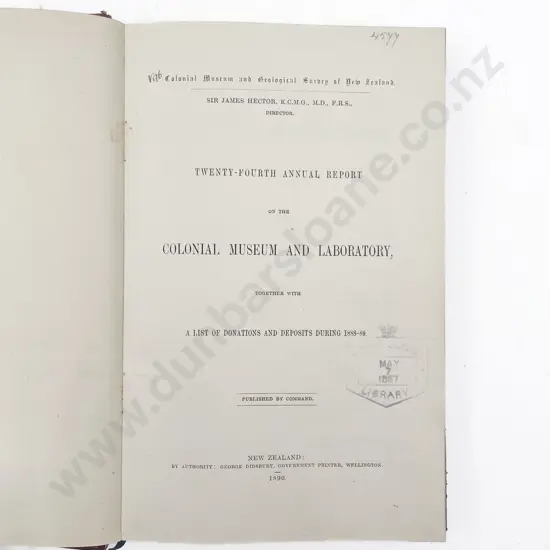 4577
Colonial Museum and Geological Survey of New Zealand.
SIR JAMES HECTOR, K.C.M.G., M.D., F.R.S.,
DIRECTOR.
TWENTY-FOURTH ANNUAL REPORT
ON THE
COLONIAL MUSEUM AND LABORATORY,
TOGETHER WITH
A LIST OF DONATIONS AND DEPOSITS DURING 1888-89.
MAY
7
1887
LIBRARY
PUBLISHED BY COMMAND.
NEW ZEALAND:
BY AUTHORITY: GEORGE DIDSBURY, GOVERNMENT PRINTER, WELLINGTON.
1890.
www.dunbarsloane.co.nz